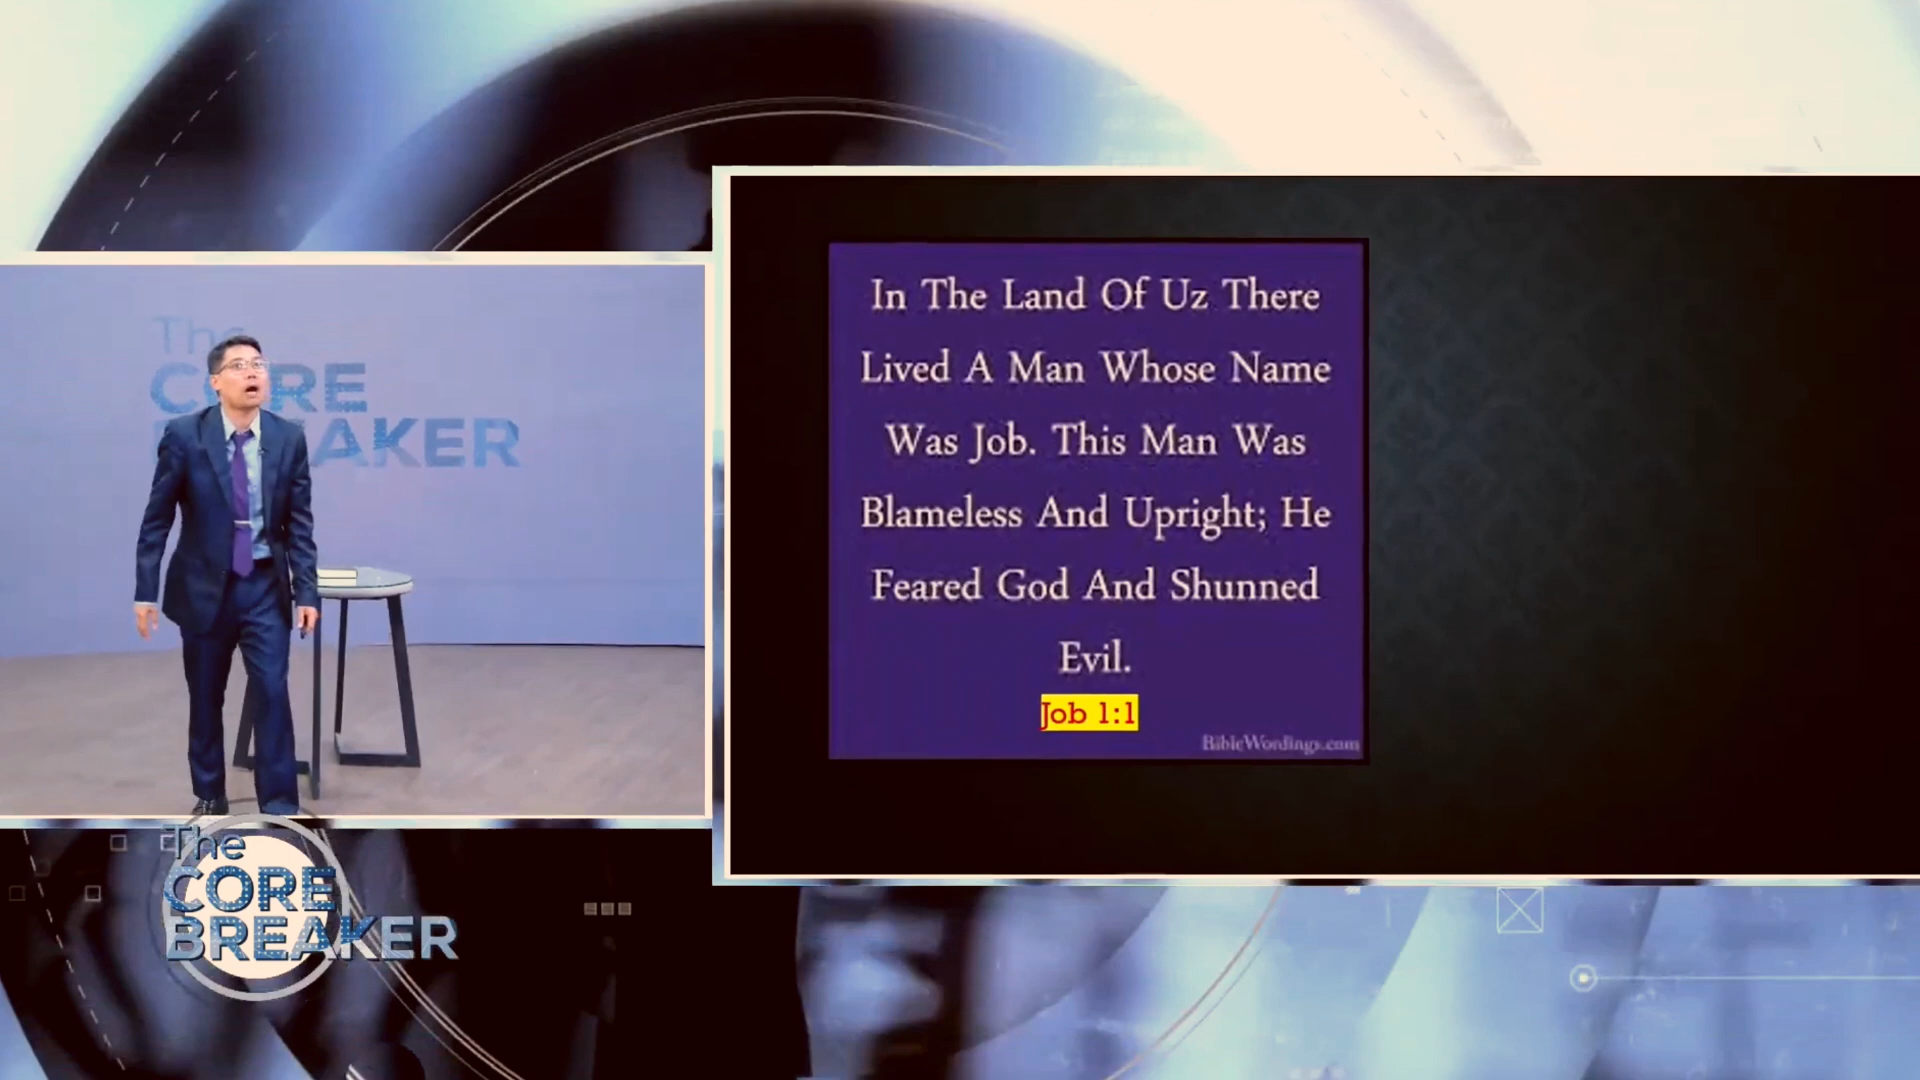 The
CORE
BREAKER
In The Land Of Uz There
Lived A Man Whose Name
Was Job. This Man Was
Blameless And Upright; He
Feared God And Shunned
Evil.
Job 1:1
BibleWordings.com
The
CORE
BREAKER